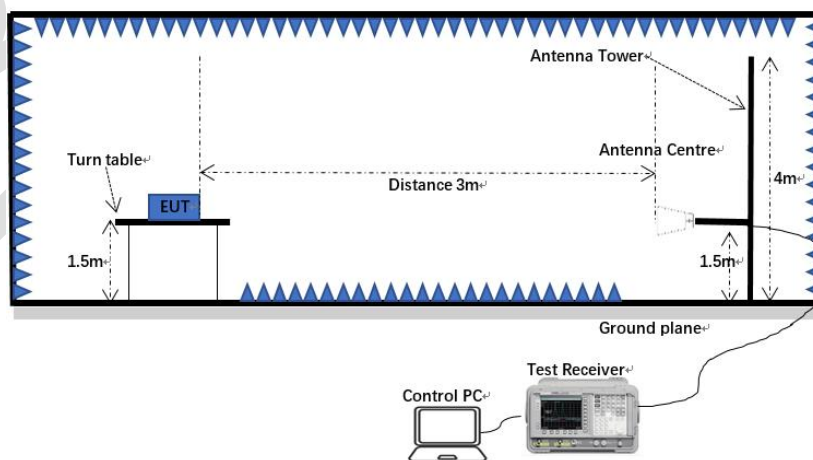 Antenna Tower
Turn table
Antenna Centre
Distance 3m
4m
EUT
1.5m
1.5m
Ground plane
Test Receiver
Control PC